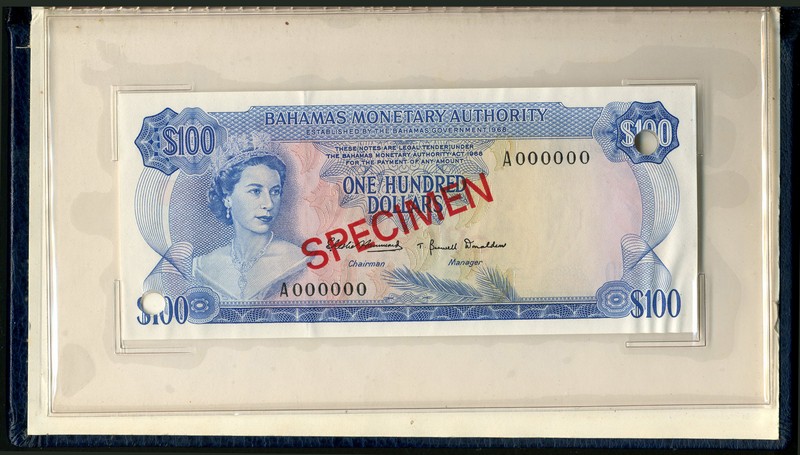 BAHAMAS MONETARY AUTHORITY
ESTABLISHED BY THE BAHAMAS GOVERNMENT 1968
$100
$100
THESE NOTES ARE LEGAL TENDER UNDER
THE BAHAMAS MONETARY AUTHORITY ACT 1968
FOR THE PAYMENT OF ANY AMOUNT
A000000
ONE HUNDRED
DOLLARS
SPECIMEN
T. Donaldson
Chairman Manager
A000000
$100
$100